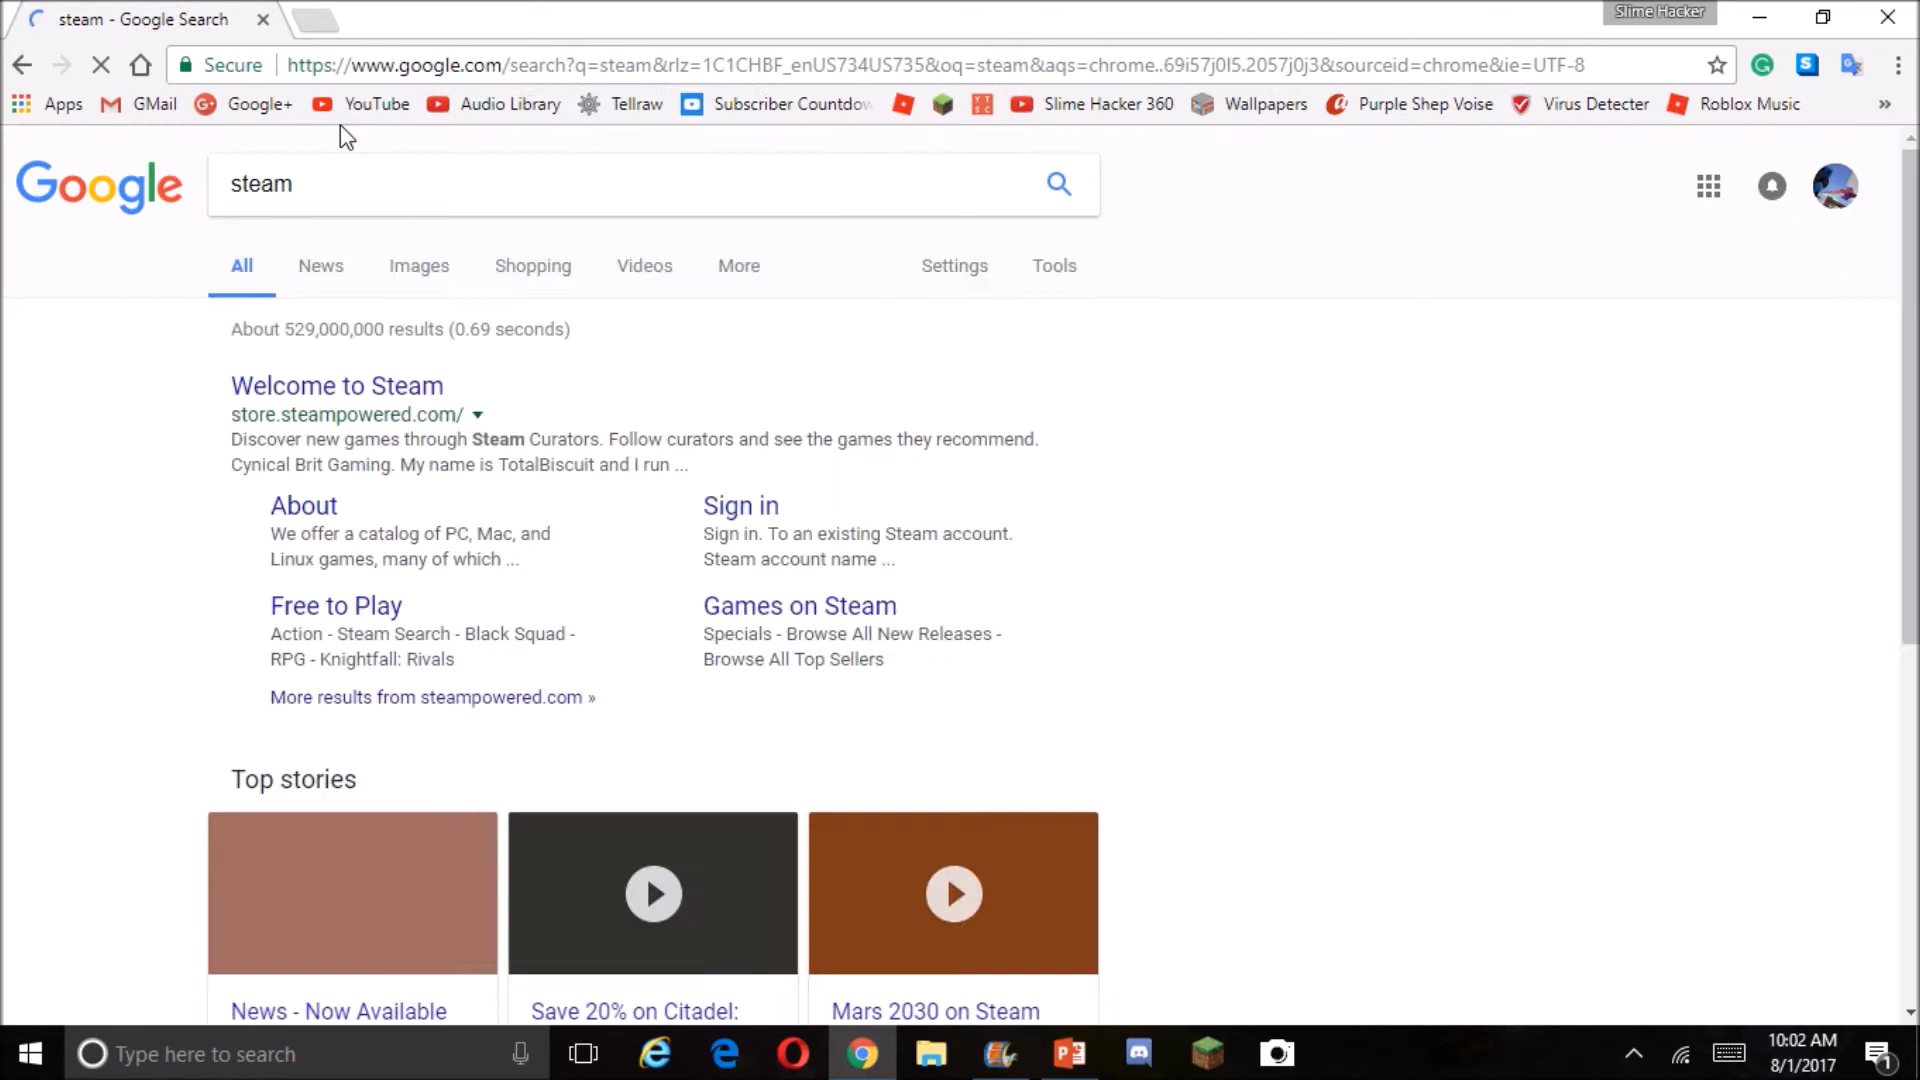 steam - Google Search
Slime Hacker
Secure
https://www.google.com/search?q=steam&rlz=1C1CHBF_enUS734US735&oq=steam&aqs=chrome..69i57j0l5.2057j0j3&sourceid=chrome&ie=UTF-8
Apps GMail Google+ YouTube Audio Library Tellraw Subscriber Countdow Slime Hacker 360 Wallpapers Purple Shep Voise Virus Detecter Roblox Music »
Google
steam
All News Images Shopping Videos More Settings Tools
About 529,000,000 results (0.69 seconds)
Welcome to Steam
store.steampowered.com/
Discover new games through Steam Curators. Follow curators and see the games they recommend.
Cynical Brit Gaming. My name is TotalBiscuit and I run ...
About
We offer a catalog of PC, Mac, and
Linux games, many of which ...
Sign in
Sign in. To an existing Steam account.
Steam account name ...
Free to Play
Action - Steam Search - Black Squad -
RPG - Knightfall: Rivals
Games on Steam
Specials - Browse All New Releases -
Browse All Top Sellers
More results from steampowered.com »
Top stories
News - Now Available
Save 20% on Citadel:
Mars 2030 on Steam
Type here to search
10:02 AM
8/1/2017
1